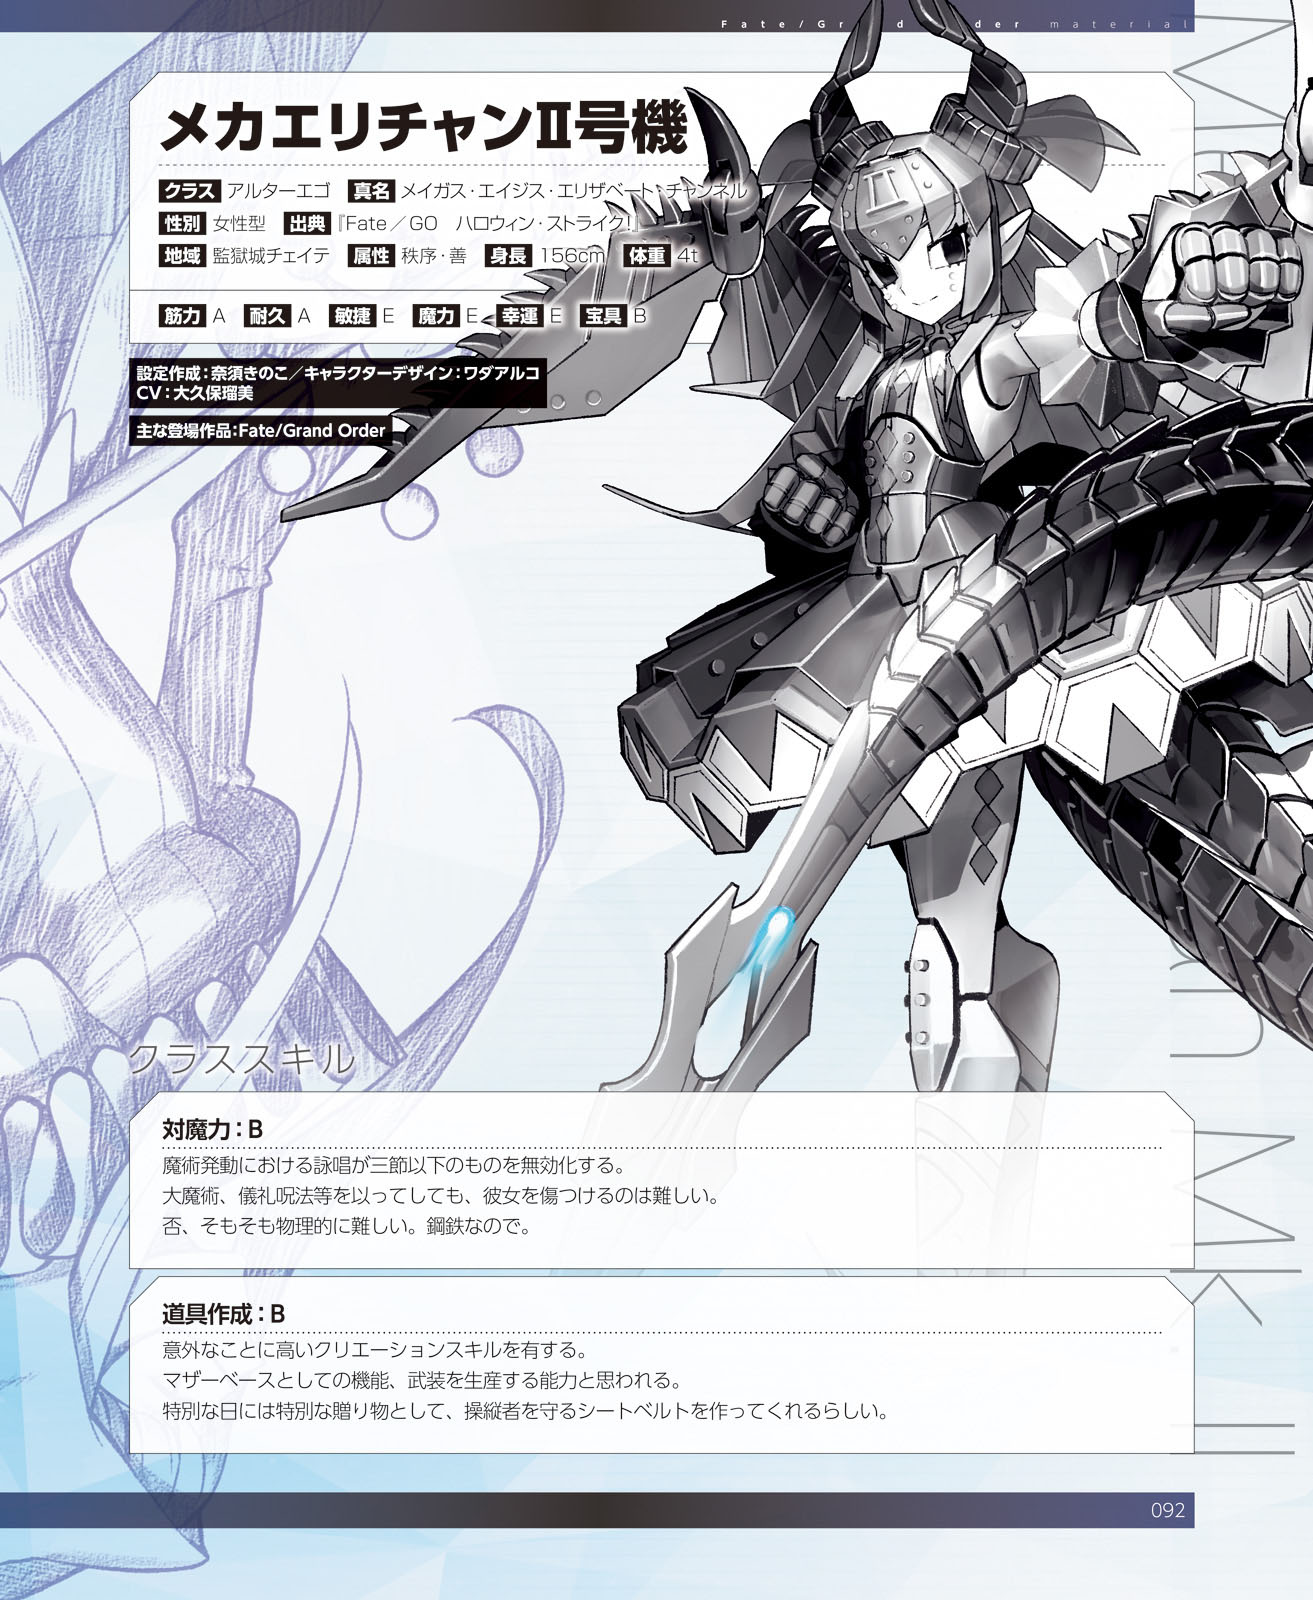 Fate/Gr d der material
メカエリチャンⅡ号機
クラス アルターエゴ 真名 メイガス・エイジス・エリザベート・チャンネル
性別 女性型 出典 『Fate/GO ハロウィン・ストライク!』
地域 監獄城チェイテ 属性 秩序・善 身長 156cm 体重 4t
筋力 A 耐久 A 敏捷 E 魔力 E 幸運 E 宝具 B
設定作成:奈須きのこ/キャラクターデザイン:ワダアルコ
CV:大久保瑠美
主な登場作品:Fate/Grand Order
Ⅱ
クラススキル
対魔力:B
魔術発動における詠唱が三節以下のものを無効化する。
大魔術、儀礼呪法等を以ってしても、彼女を傷つけるのは難しい。
否、そもそも物理的に難しい。鋼鉄なので。
道具作成:B
意外なことに高いクリエーションスキルを有する。
マザーベースとしての機能、武装を生産する能力と思われる。
特別な日には特別な贈り物として、操縦者を守るシートベルトを作ってくれるらしい。
092
Mk.II